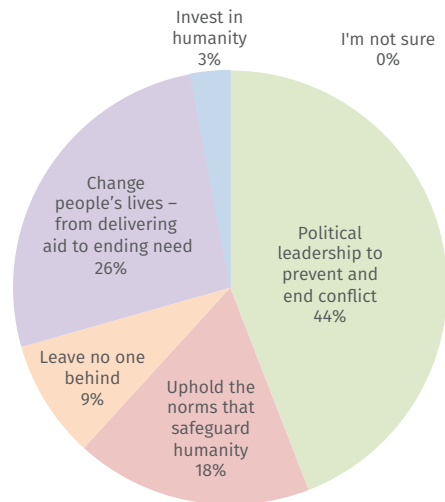 Invest in
humanity
3%
I'm not sure
0%
Change
people’s lives –
from delivering
aid to ending need
26%
Political
leadership to
prevent and
end conflict
44%
Leave no one
behind
9%
Uphold the
norms that
safeguard
humanity
18%